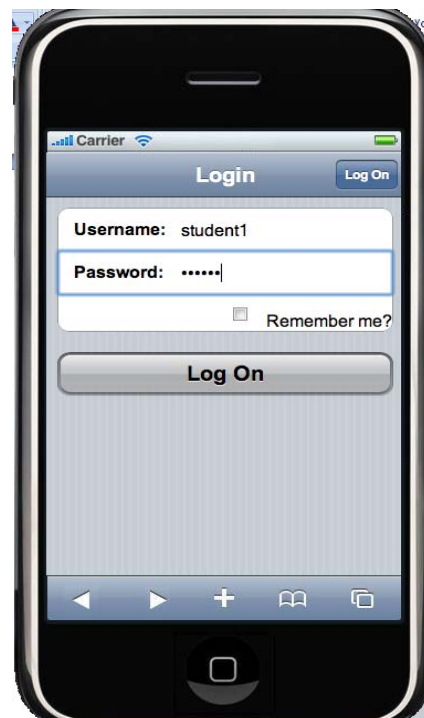 Carrier
Login Log On
Username: student1
Password: ••••••
Remember me?
Log On